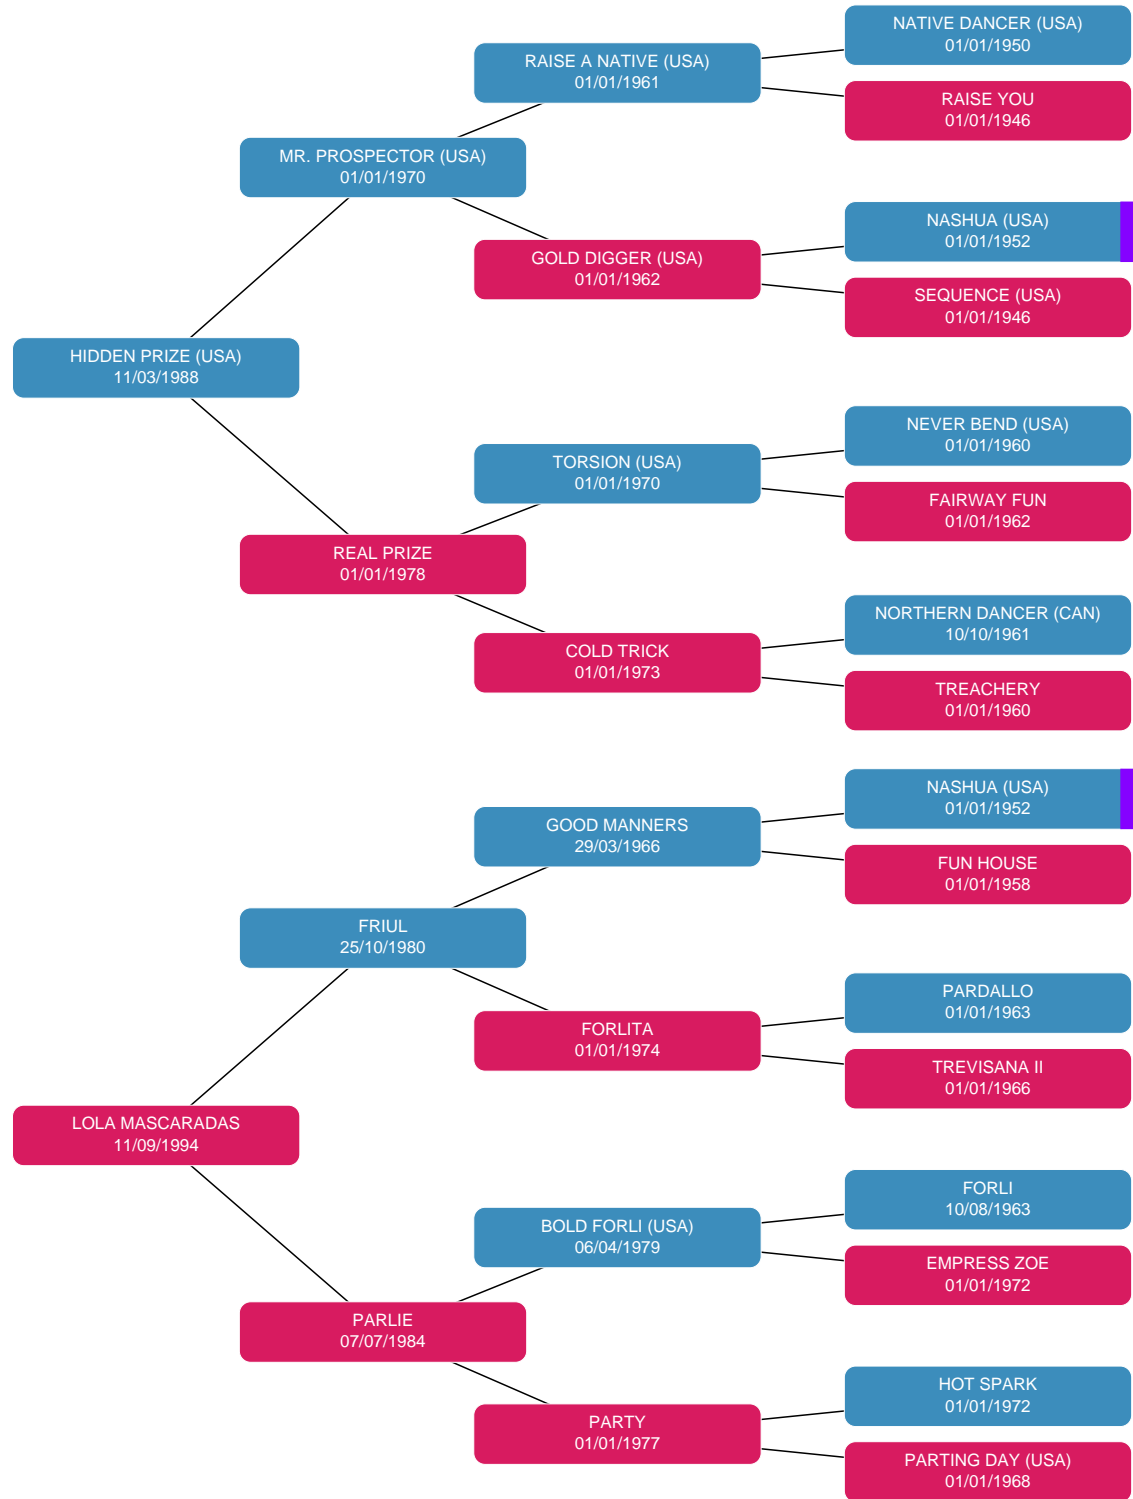 NATIVE DANCER (USA)
01/01/1950
RAISE A NATIVE (USA)
01/01/1961
RAISE YOU
01/01/1946
MR. PROSPECTOR (USA)
01/01/1970
NASHUA (USA)
01/01/1952
GOLD DIGGER (USA)
01/01/1962
SEQUENCE (USA)
01/01/1946
HIDDEN PRIZE (USA)
11/03/1988
NEVER BEND (USA)
01/01/1960
TORSION (USA)
01/01/1970
FAIRWAY FUN
01/01/1962
REAL PRIZE
01/01/1978
NORTHERN DANCER (CAN)
10/10/1961
COLD TRICK
01/01/1973
TREACHERY
01/01/1960
NASHUA (USA)
01/01/1952
GOOD MANNERS
29/03/1966
FUN HOUSE
01/01/1958
FRIUL
25/10/1980
PARDALLO
01/01/1963
FORLITA
01/01/1974
TREVISANA II
01/01/1966
LOLA MASCARADAS
11/09/1994
FORLI
10/08/1963
BOLD FORLI (USA)
06/04/1979
EMPRESS ZOE
01/01/1972
PARLIE
07/07/1984
HOT SPARK
01/01/1972
PARTY
01/01/1977
PARTING DAY (USA)
01/01/1968